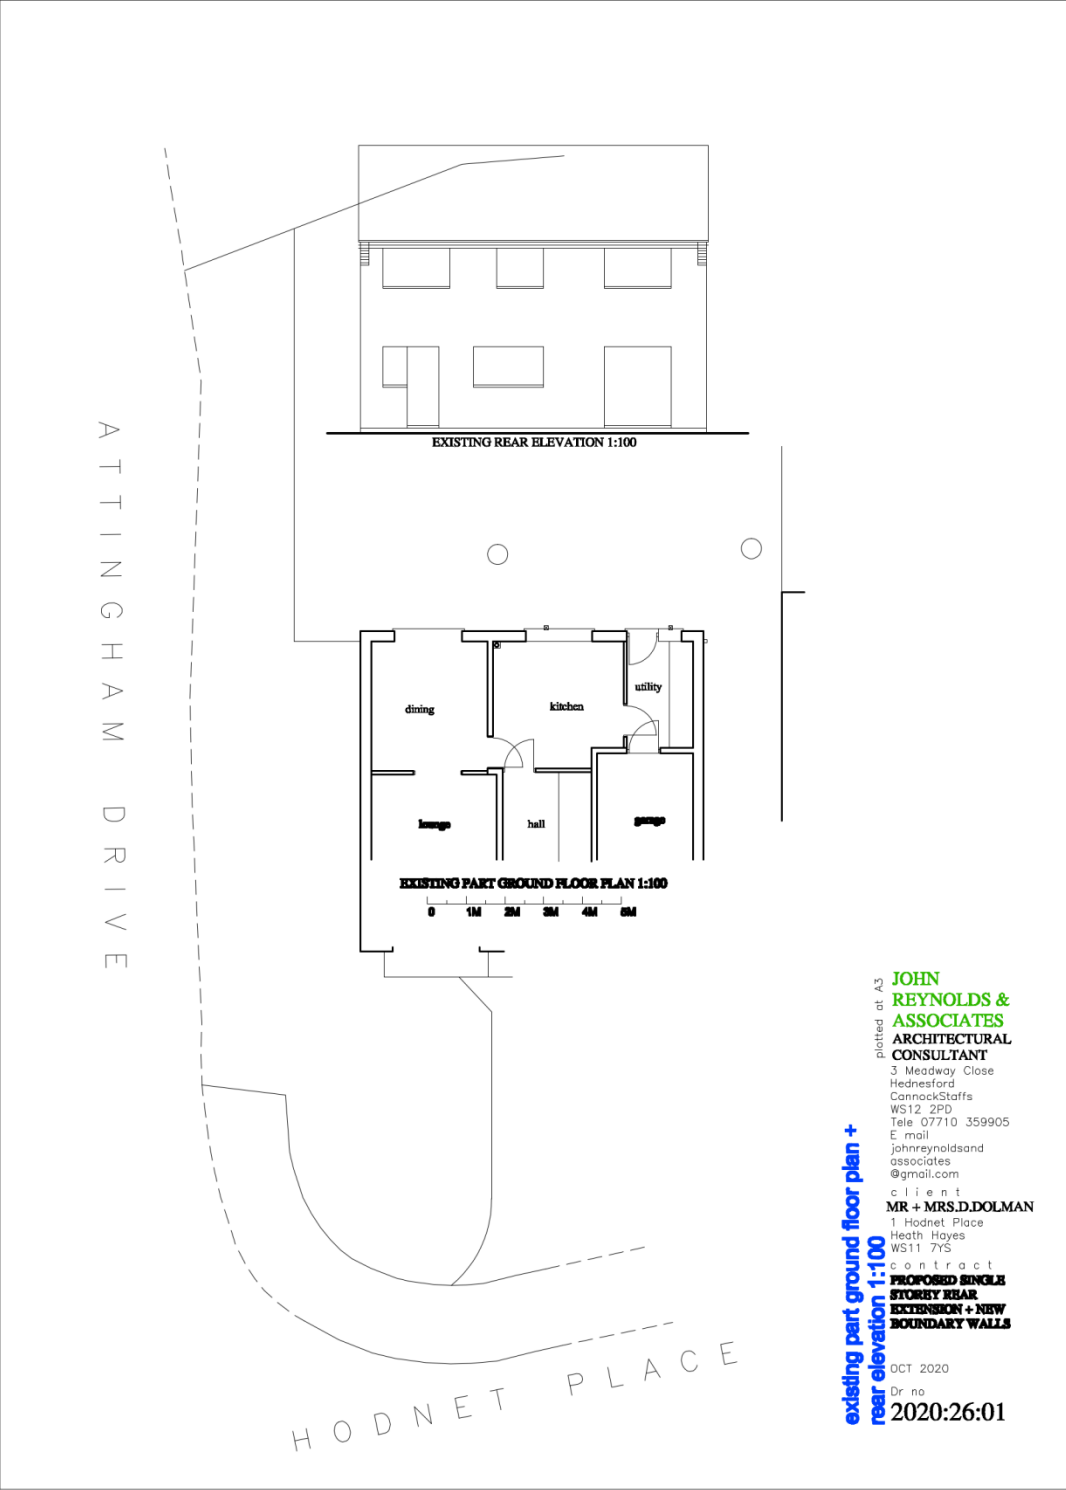 EXISTING REAR ELEVATION 1:100
ATTINGHAM DRIVE
dining
kitchen
utility
lounge
hall
garage
EXISTING PART GROUND FLOOR PLAN 1:100
0 1M 2M 3M 4M 5M
HODNET PLACE
plotted at A3
JOHN
REYNOLDS &
ASSOCIATES
ARCHITECTURAL
CONSULTANT
3 Meadway Close
Hednesford
CannockStaffs
WS12 2PD
Tele 07710 359905
E mail
johnreynoldsand
associates
@gmail.com
client
MR + MRS.D.DOLMAN
1 Hodnet Place
Heath Hayes
WS11 7YS
contract
PROPOSED SINGLE
STOREY REAR
EXTENSION + NEW
BOUNDARY WALLS
OCT 2020
Dr no
2020:26:01
existing part ground floor plan +
rear elevation 1:100